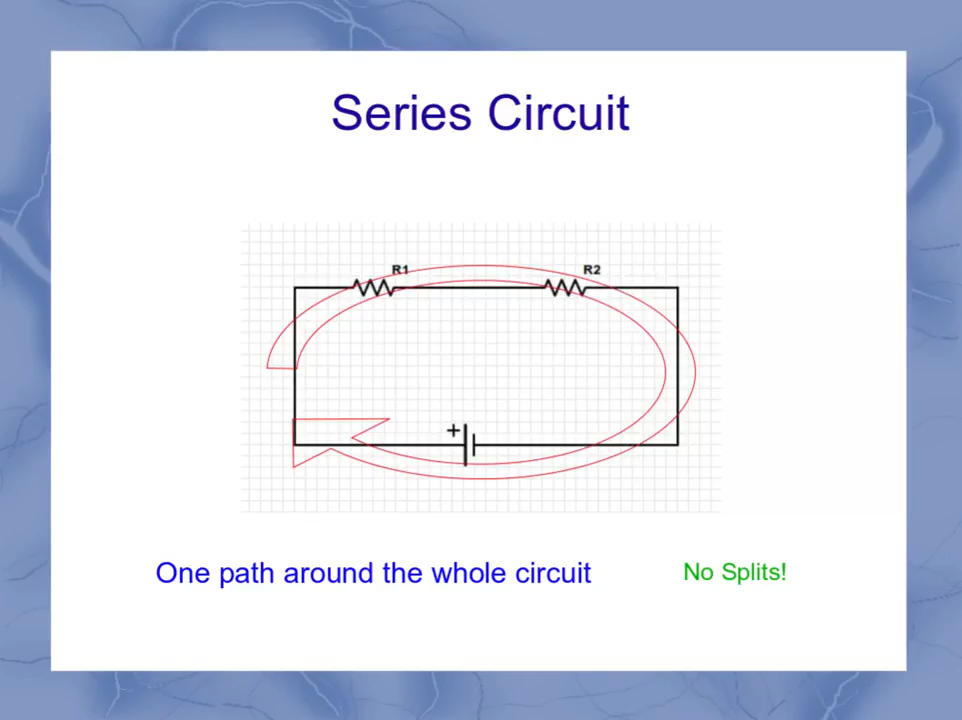 Series Circuit
R1
R2
+
One path around the whole circuit
No Splits!